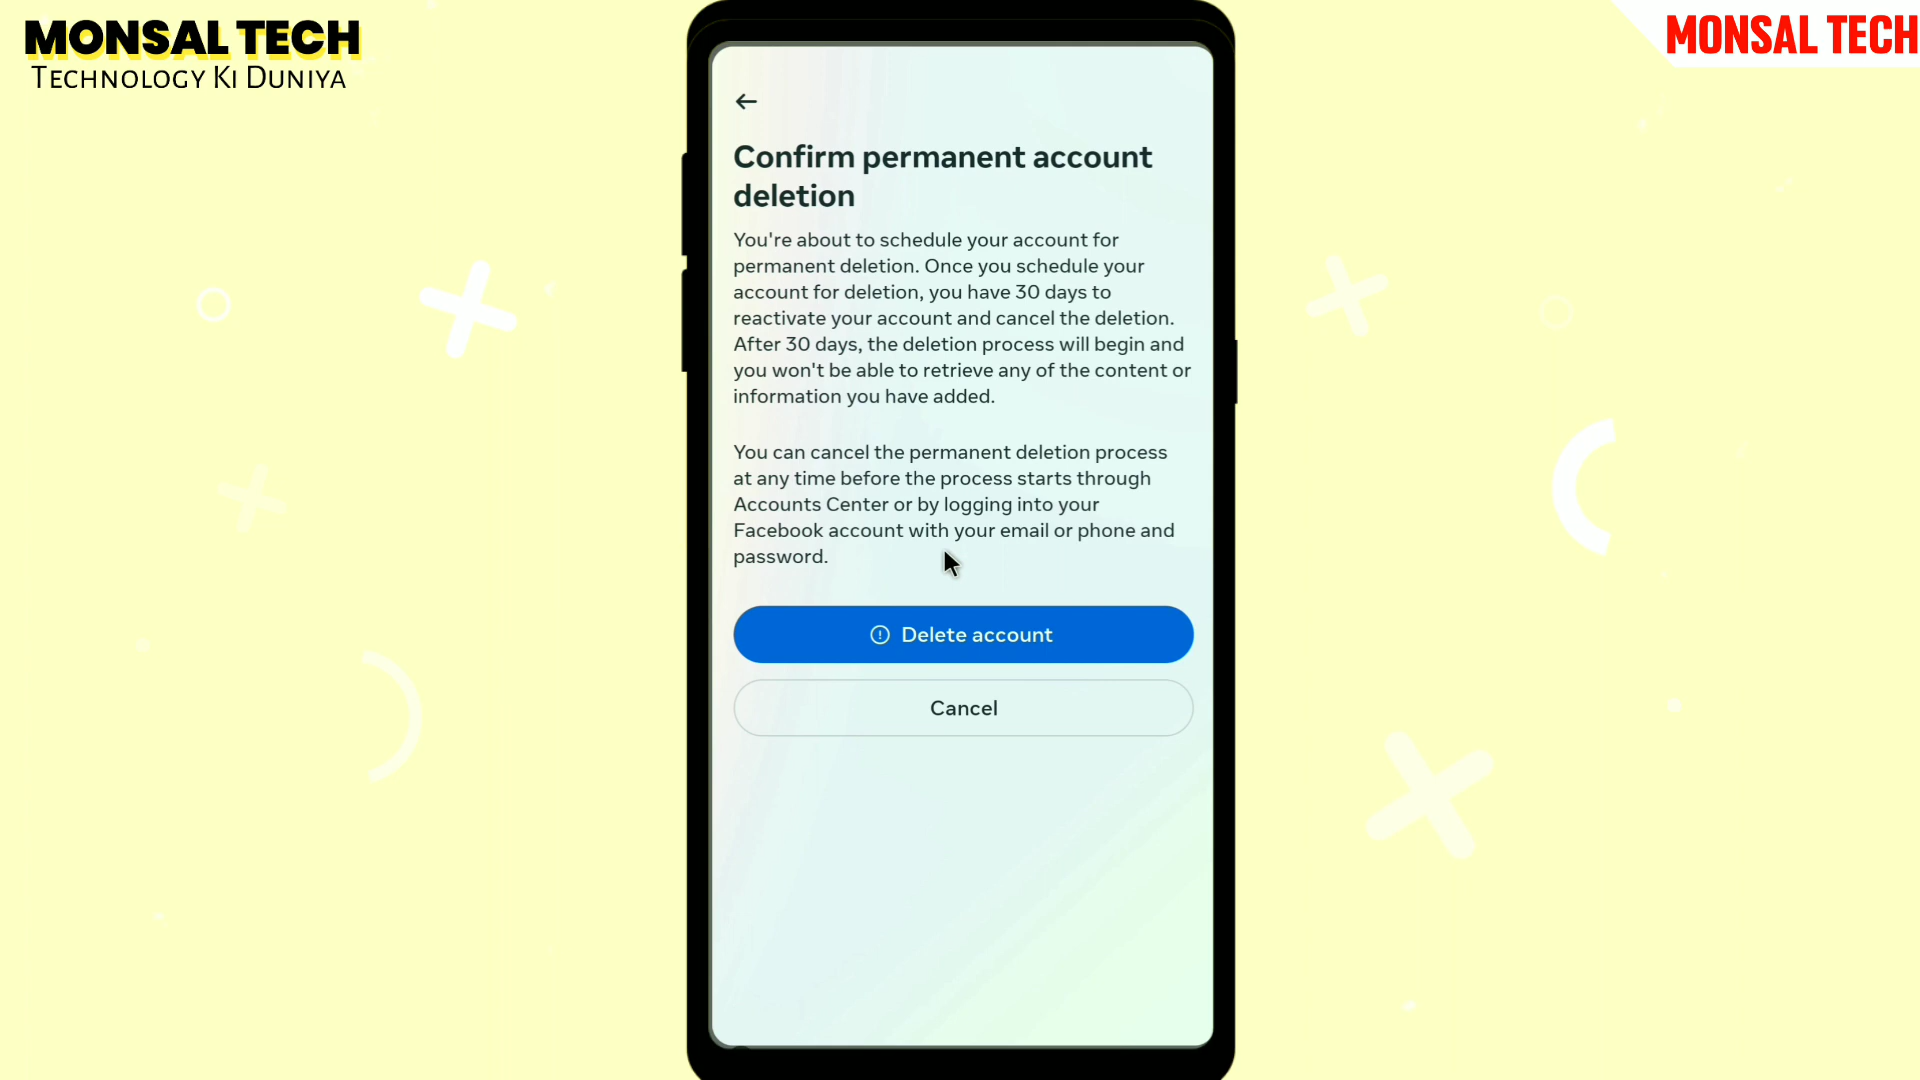 MONSAL TECH
TECHNOLOGY KI DUNIYA
MONSAL TECH
Confirm permanent account
deletion
You're about to schedule your account for
permanent deletion. Once you schedule your
account for deletion, you have 30 days to
reactivate your account and cancel the deletion.
After 30 days, the deletion process will begin and
you won't be able to retrieve any of the content or
information you have added.
You can cancel the permanent deletion process
at any time before the process starts through
Accounts Center or by logging into your
Facebook account with your email or phone and
password.
Delete account
Cancel